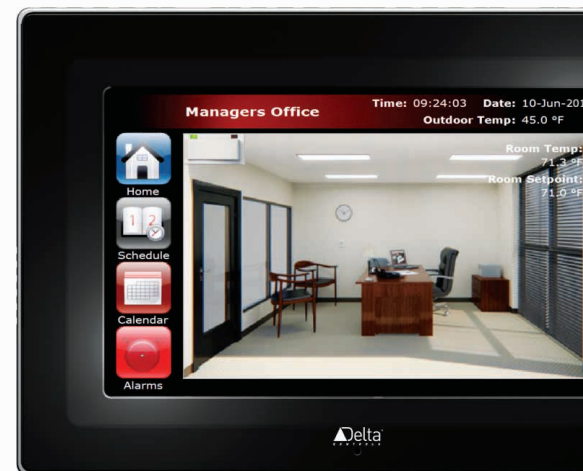 Managers Office
Time: 09:24:03 Date: 10-Jun-201
Outdoor Temp: 45.0 °F
Room Temp:
71.3 °F
Room Setpoint:
71.0 °F
Home
1 2
Schedule
Calendar
Alarms
Delta
CONTROLS